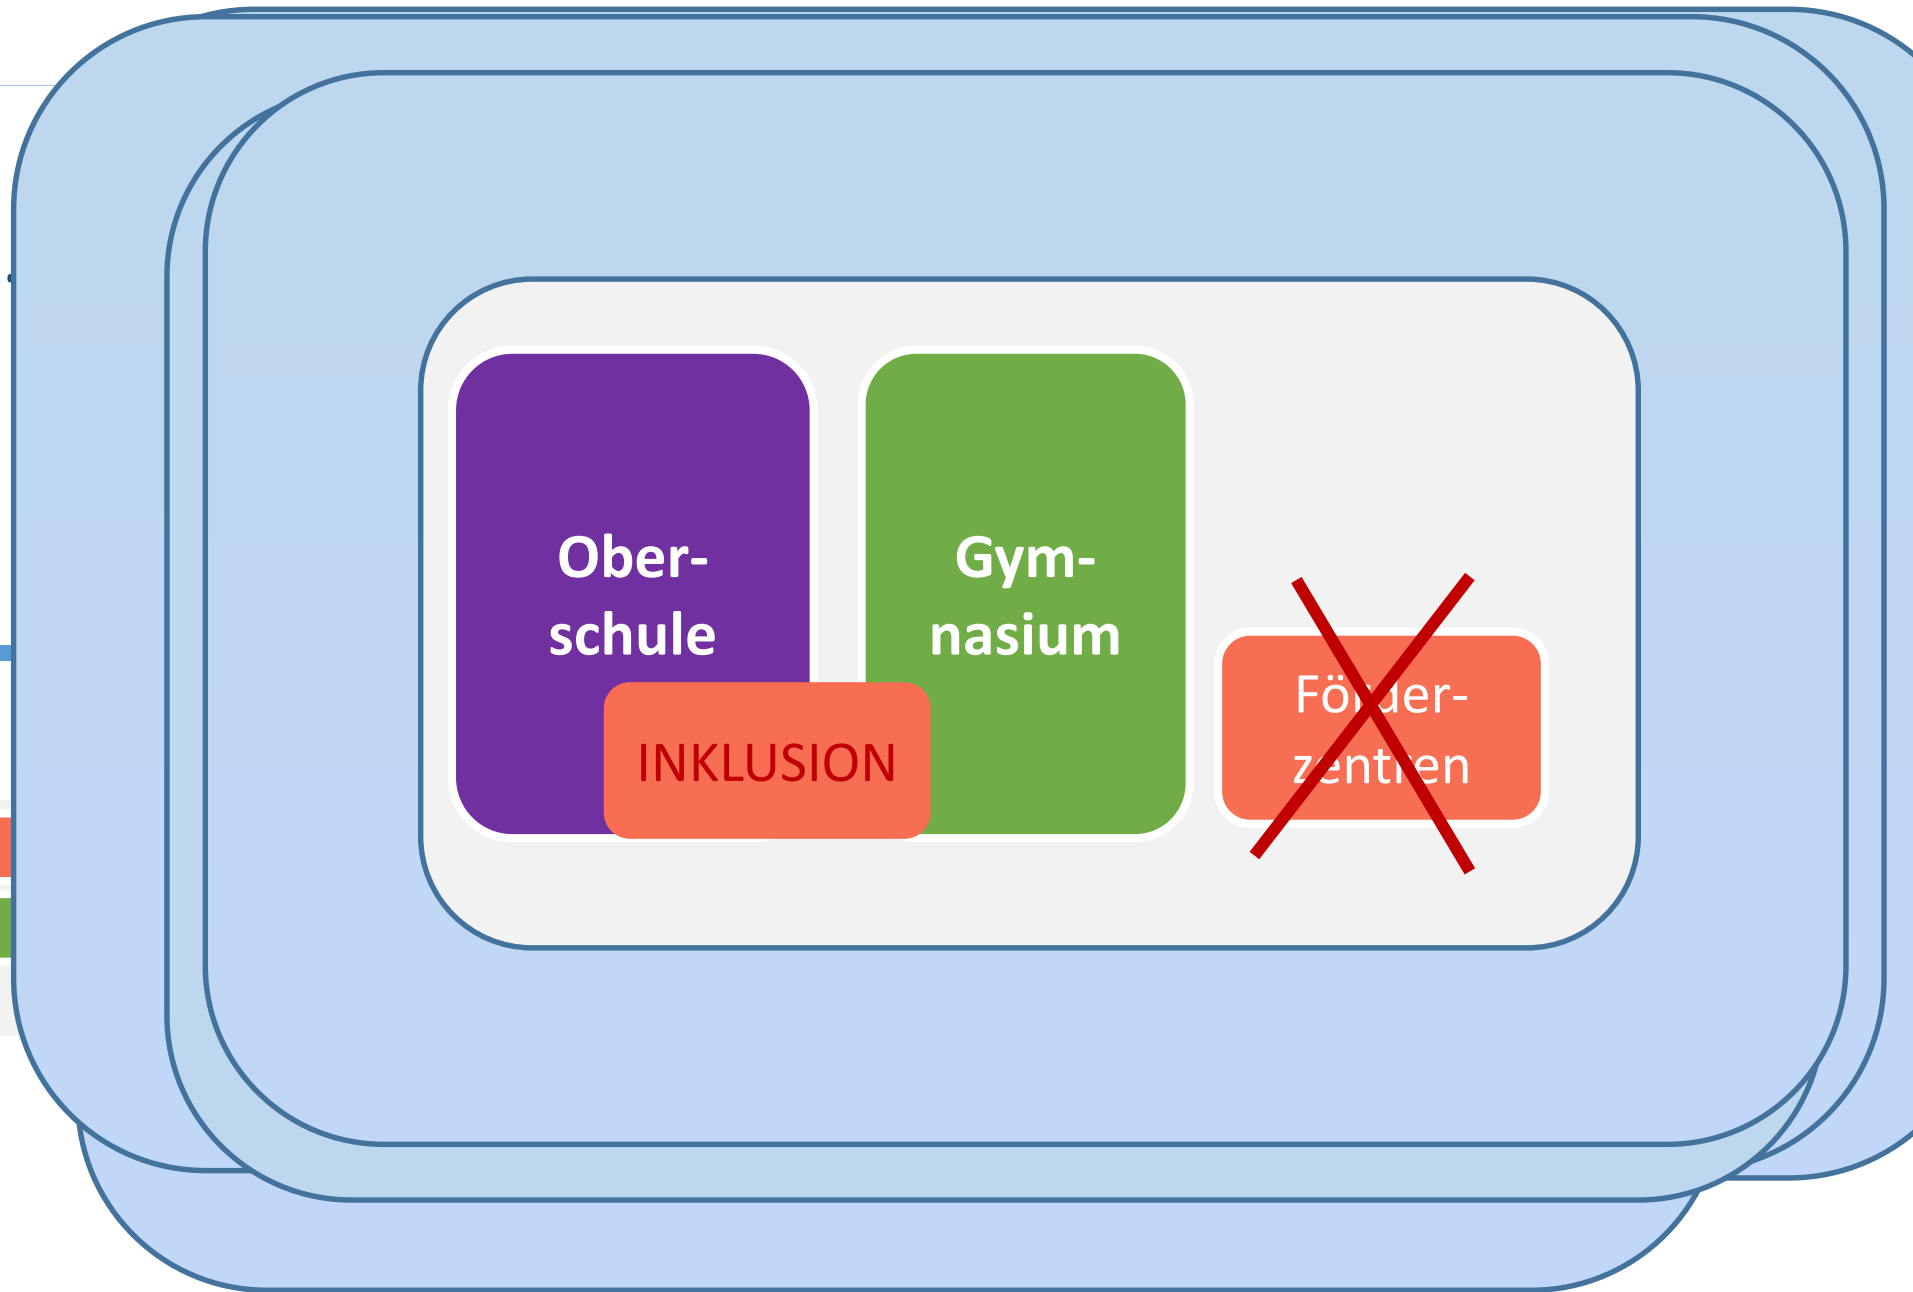 Ober-
schule
Gym-
nasium
INKLUSION
Förder-
zentren